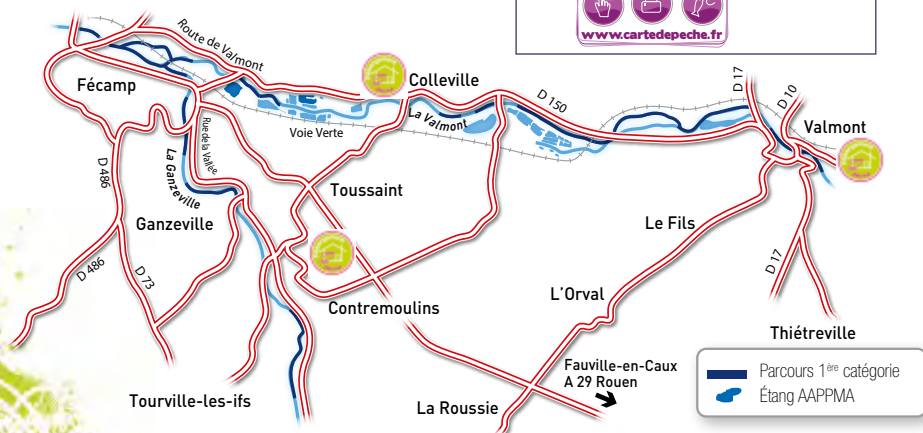 www.cartedepeche.fr
Route de Valmont
Fécamp
Colleville
D 17
D 10
D 150
La Valmont
Valmont
Voie Verte
Rue de la Vallée
La Ganzeville
D 486
Toussaint
Ganzeville
Le Fils
D 486
D 73
D 17
L'Orval
Contremoulins
Thiétreville
Fauville-en-Caux
A 29 Rouen
Tourville-les-ifs
La Roussie
Parcours 1ère catégorie
Étang AAPPMA